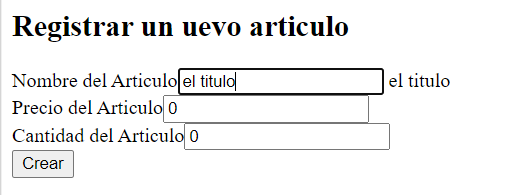 Registrar un uevo articulo
Nombre del Articulo el titulo el titulo
Precio del Articulo 0
Cantidad del Articulo 0
Crear